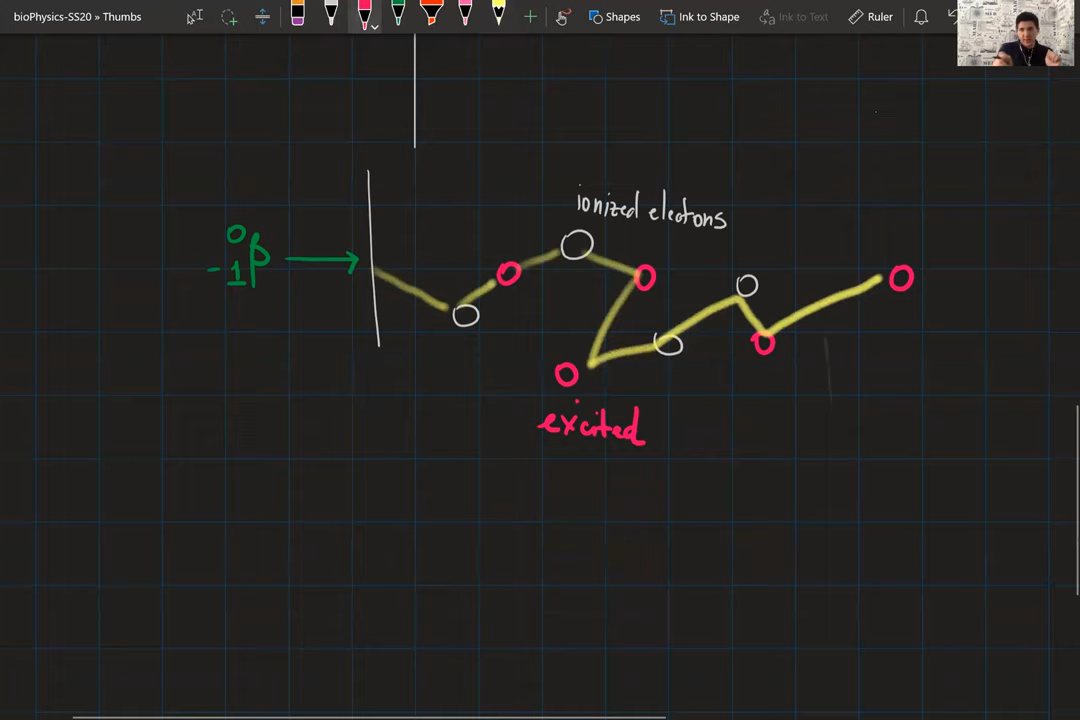 bioPhysics-SS20 » Thumbs
Shapes
Ink to Shape
Ink to Text
Ruler
ionized electons
0
-1β
excited